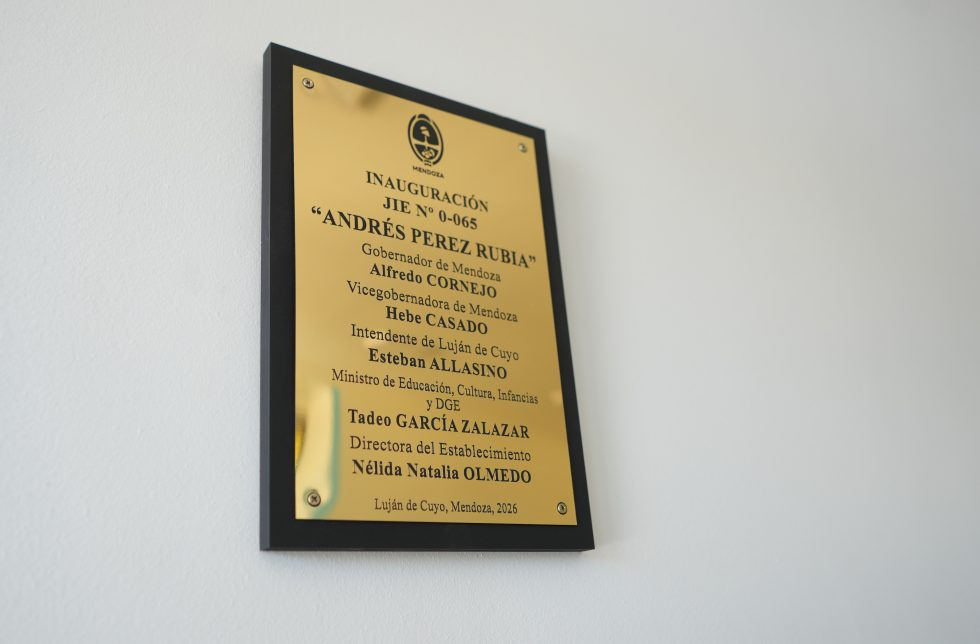 MENDOZA
INAUGURACIÓN
JIE Nº 0-065
“ANDRÉS PEREZ RUBIA”
Gobernador de Mendoza
Alfredo CORNEJO
Vicegobernadora de Mendoza
Hebe CASADO
Intendente de Luján de Cuyo
Esteban ALLASINO
Ministro de Educación, Cultura, Infancias
y DGE
Tadeo GARCÍA ZALAZAR
Directora del Establecimiento
Nélida Natalia OLMEDO
Luján de Cuyo, Mendoza, 2026